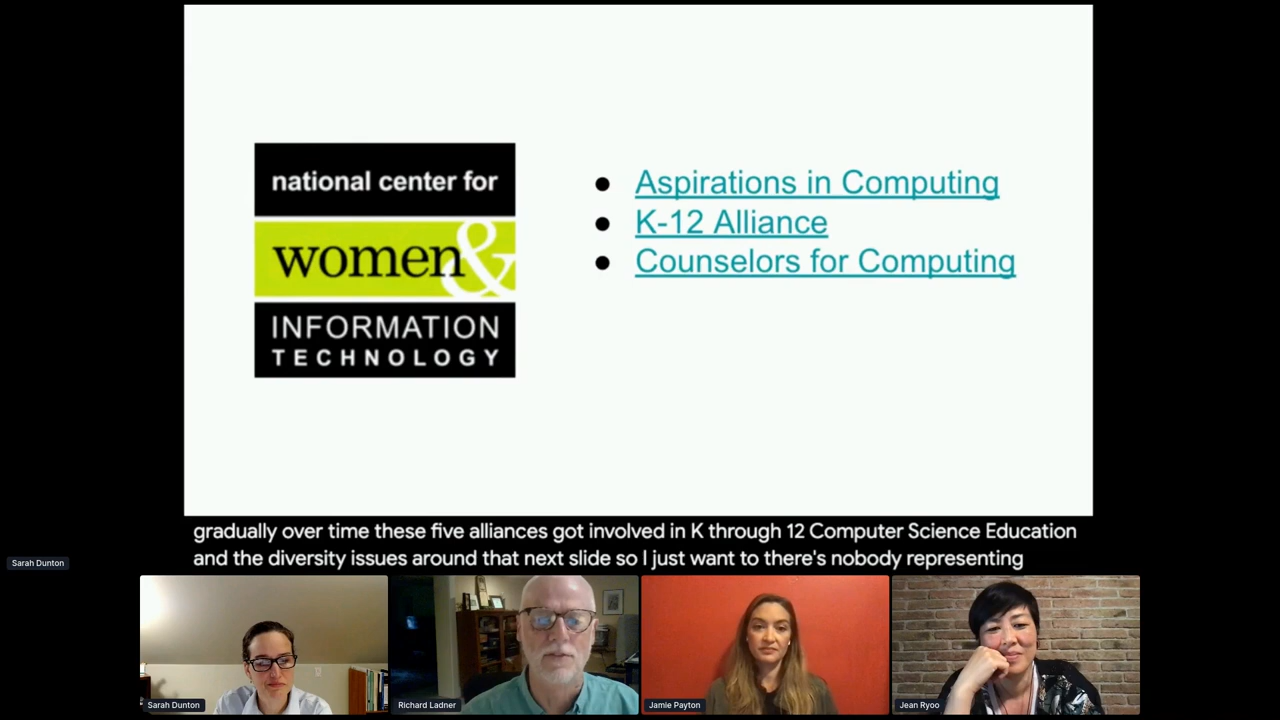 national center for
women&
INFORMATION
TECHNOLOGY
Aspirations in Computing
K-12 Alliance
Counselors for Computing
gradually over time these five alliances got involved in K through 12 Computer Science Education
and the diversity issues around that next slide so I just want to there's nobody representing
Sarah Dunton
Sarah Dunton
Richard Ladner
Jamie Payton
Jean Ryoo